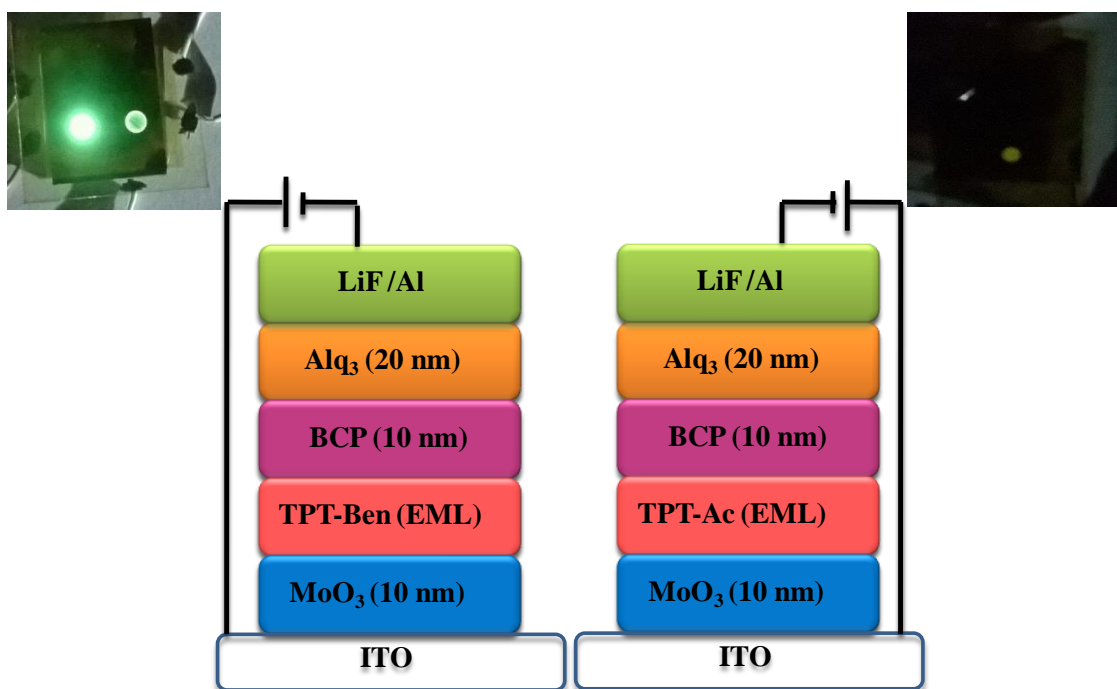 LiF/Al
Alq₃ (20 nm)
BCP (10 nm)
TPT-Ben (EML)
MoO₃ (10 nm)
ITO
LiF/Al
Alq₃ (20 nm)
BCP (10 nm)
TPT-Ac (EML)
MoO₃ (10 nm)
ITO